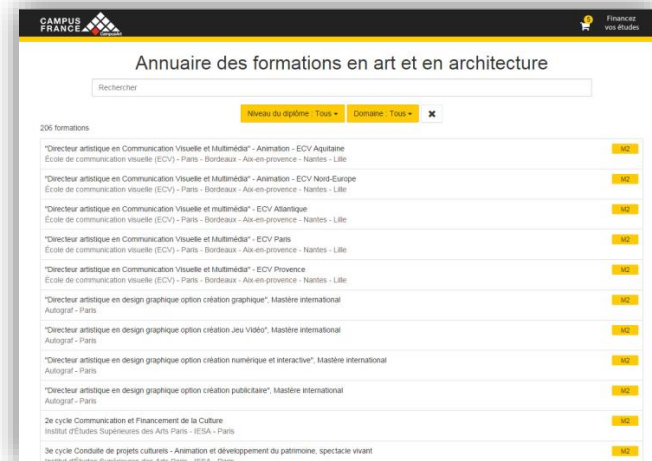 CAMPUS
FRANCE
CampusArt
Financez
vos études
Annuaire des formations en art et en architecture
Rechercher
Niveau du diplôme : Tous
Domaine : Tous
206 formations
"Directeur artistique en Communication Visuelle et Multimédia" - Animation - ECV Aquitaine
M2
École de communication visuelle (ECV) - Paris - Bordeaux - Aix-en-provence - Nantes - Lille
"Directeur artistique en Communication Visuelle et Multimédia" - Animation - ECV Nord-Europe
M2
École de communication visuelle (ECV) - Paris - Bordeaux - Aix-en-provence - Nantes - Lille
"Directeur artistique en Communication Visuelle et multimédia" - ECV Atlantique
M2
École de communication visuelle (ECV) - Paris - Bordeaux - Aix-en-provence - Nantes - Lille
"Directeur artistique en Communication Visuelle et Multimédia" - ECV Paris
M2
École de communication visuelle (ECV) - Paris - Bordeaux - Aix-en-provence - Nantes - Lille
"Directeur artistique en Communication Visuelle et Multimédia" - ECV Provence
M2
École de communication visuelle (ECV) - Paris - Bordeaux - Aix-en-provence - Nantes - Lille
"Directeur artistique en design graphique option création graphique", Mastère international
M2
Autograf - Paris
"Directeur artistique en design graphique option création Jeu Vidéo", Mastère international
M2
Autograf - Paris
"Directeur artistique en design graphique option création numérique et interactive", Mastère international
M2
Autograf - Paris
"Directeur artistique en design graphique option création publicitaire", Mastère international
M2
Autograf - Paris
2e cycle Communication et Financement de la Culture
M2
Institut d'Études Supérieures des Arts Paris - IESA - Paris
3e cycle Conduite de projets culturels - Animation et développement du patrimoine, spectacle vivant
M2
Institut d'Études Supérieures des Arts Paris - IESA - Paris